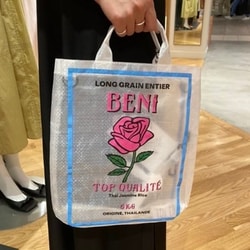 LONG GRAIN ENTIER
BENI
TOP QUALITÉ
Thai Jasmine Rice
5 KG
ORIGINE, THAILANDE